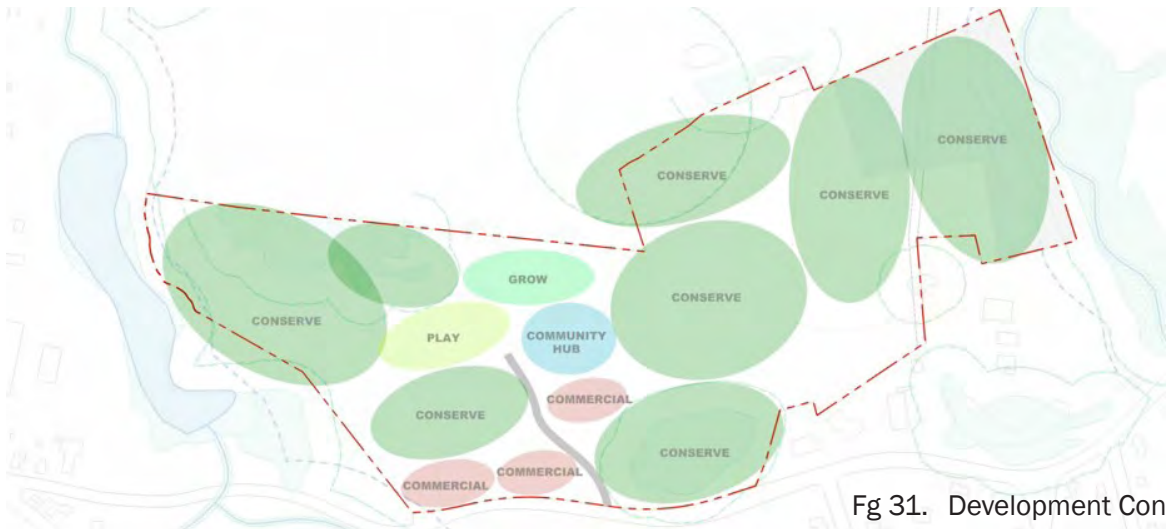 CONSERVE
CONSERVE
CONSERVE
GROW
CONSERVE
CONSERVE
PLAY
COMMUNITY
HUB
COMMERCIAL
CONSERVE
CONSERVE
COMMERCIAL
COMMERCIAL
Fg 31. Development Con